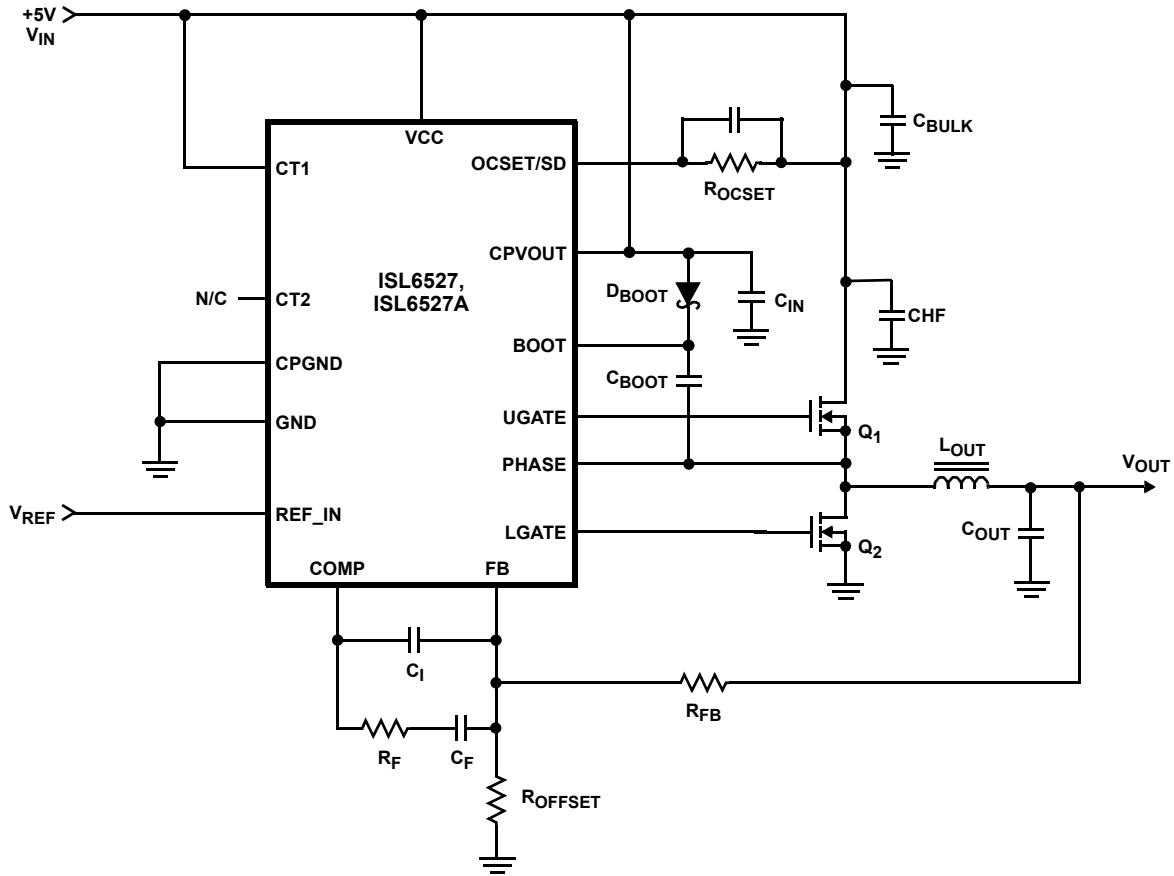 +5V
VIN
VCC
CBULK
CT1
OCSET/SD
ROCSET
CPVOUT
ISL6527,
ISL6527A
DBOOT
CIN
N/C
CT2
CHF
BOOT
CPGND
CBOOT
GND
UGATE
Q1
LOUT
PHASE
VOUT
VREF
REF_IN
LGATE
COUT
Q2
COMP
FB
CI
RFB
RF
CF
ROFFSET